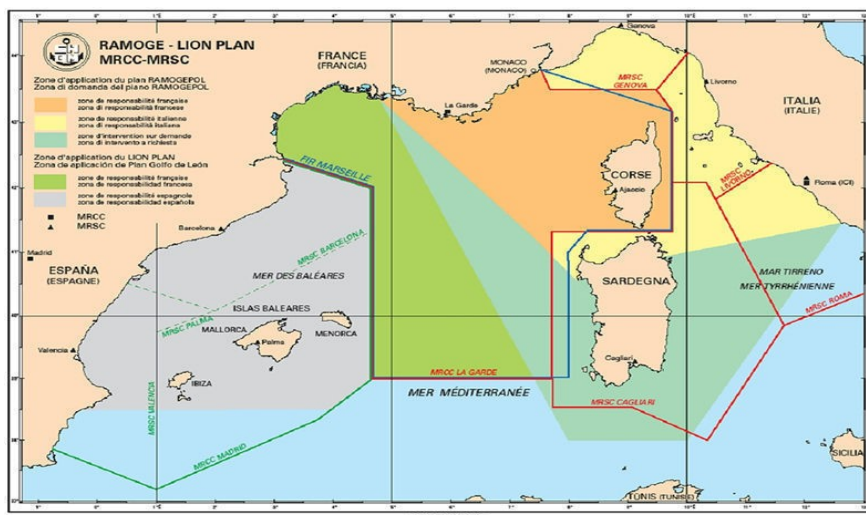 RAMOGE - LION PLAN
MRCC-MRSC
Zone d'application du plan RAMOGEPOL
Zona di domanda del piano RAMOGEPOL
zone de responsabilité française
zona di responsabilità francese
zone de responsabilité italienne
zona di responsabilità italiana
zone d'intervention sur demande
zona di intervento a richiesta
Zone d'application du LION PLAN
Zona de aplicación de Plan Golfo de León
zone de responsabilité française
zona de responsabilidad francesa
zone de responsabilité espagnole
zona de responsabilidad española
MRCC
MRSC
FRANCE
(FRANCIA)
MONACO
(MONACO)
Genova
MRSC
GENOVA
Livorno
ITALIA
(ITALIE)
La Garde
CORSE
Ajaccio
MRSC
LIVORNO
Roma (ICI)
FIR MARSEILLE
Barcelona
Madrid
MRSC BARCELONA
ESPAÑA
(ESPAGNE)
MER DES BALÉARES
SARDEGNA
MAR TIRRENO
MER TYRRHÉNIENNE
MRSC ROMA
ISLAS BALEARES
MRSC PALMA
MALLORCA
MENORCA
Palma
Valencia
IBIZA
Cagliari
MRCC LA GARDE
MER MÉDITERRANÉE
MRSC CAGLIARI
MRSC VALENCIA
MRCC MADRID
SICILIA
TUNIS (TUNISIE)